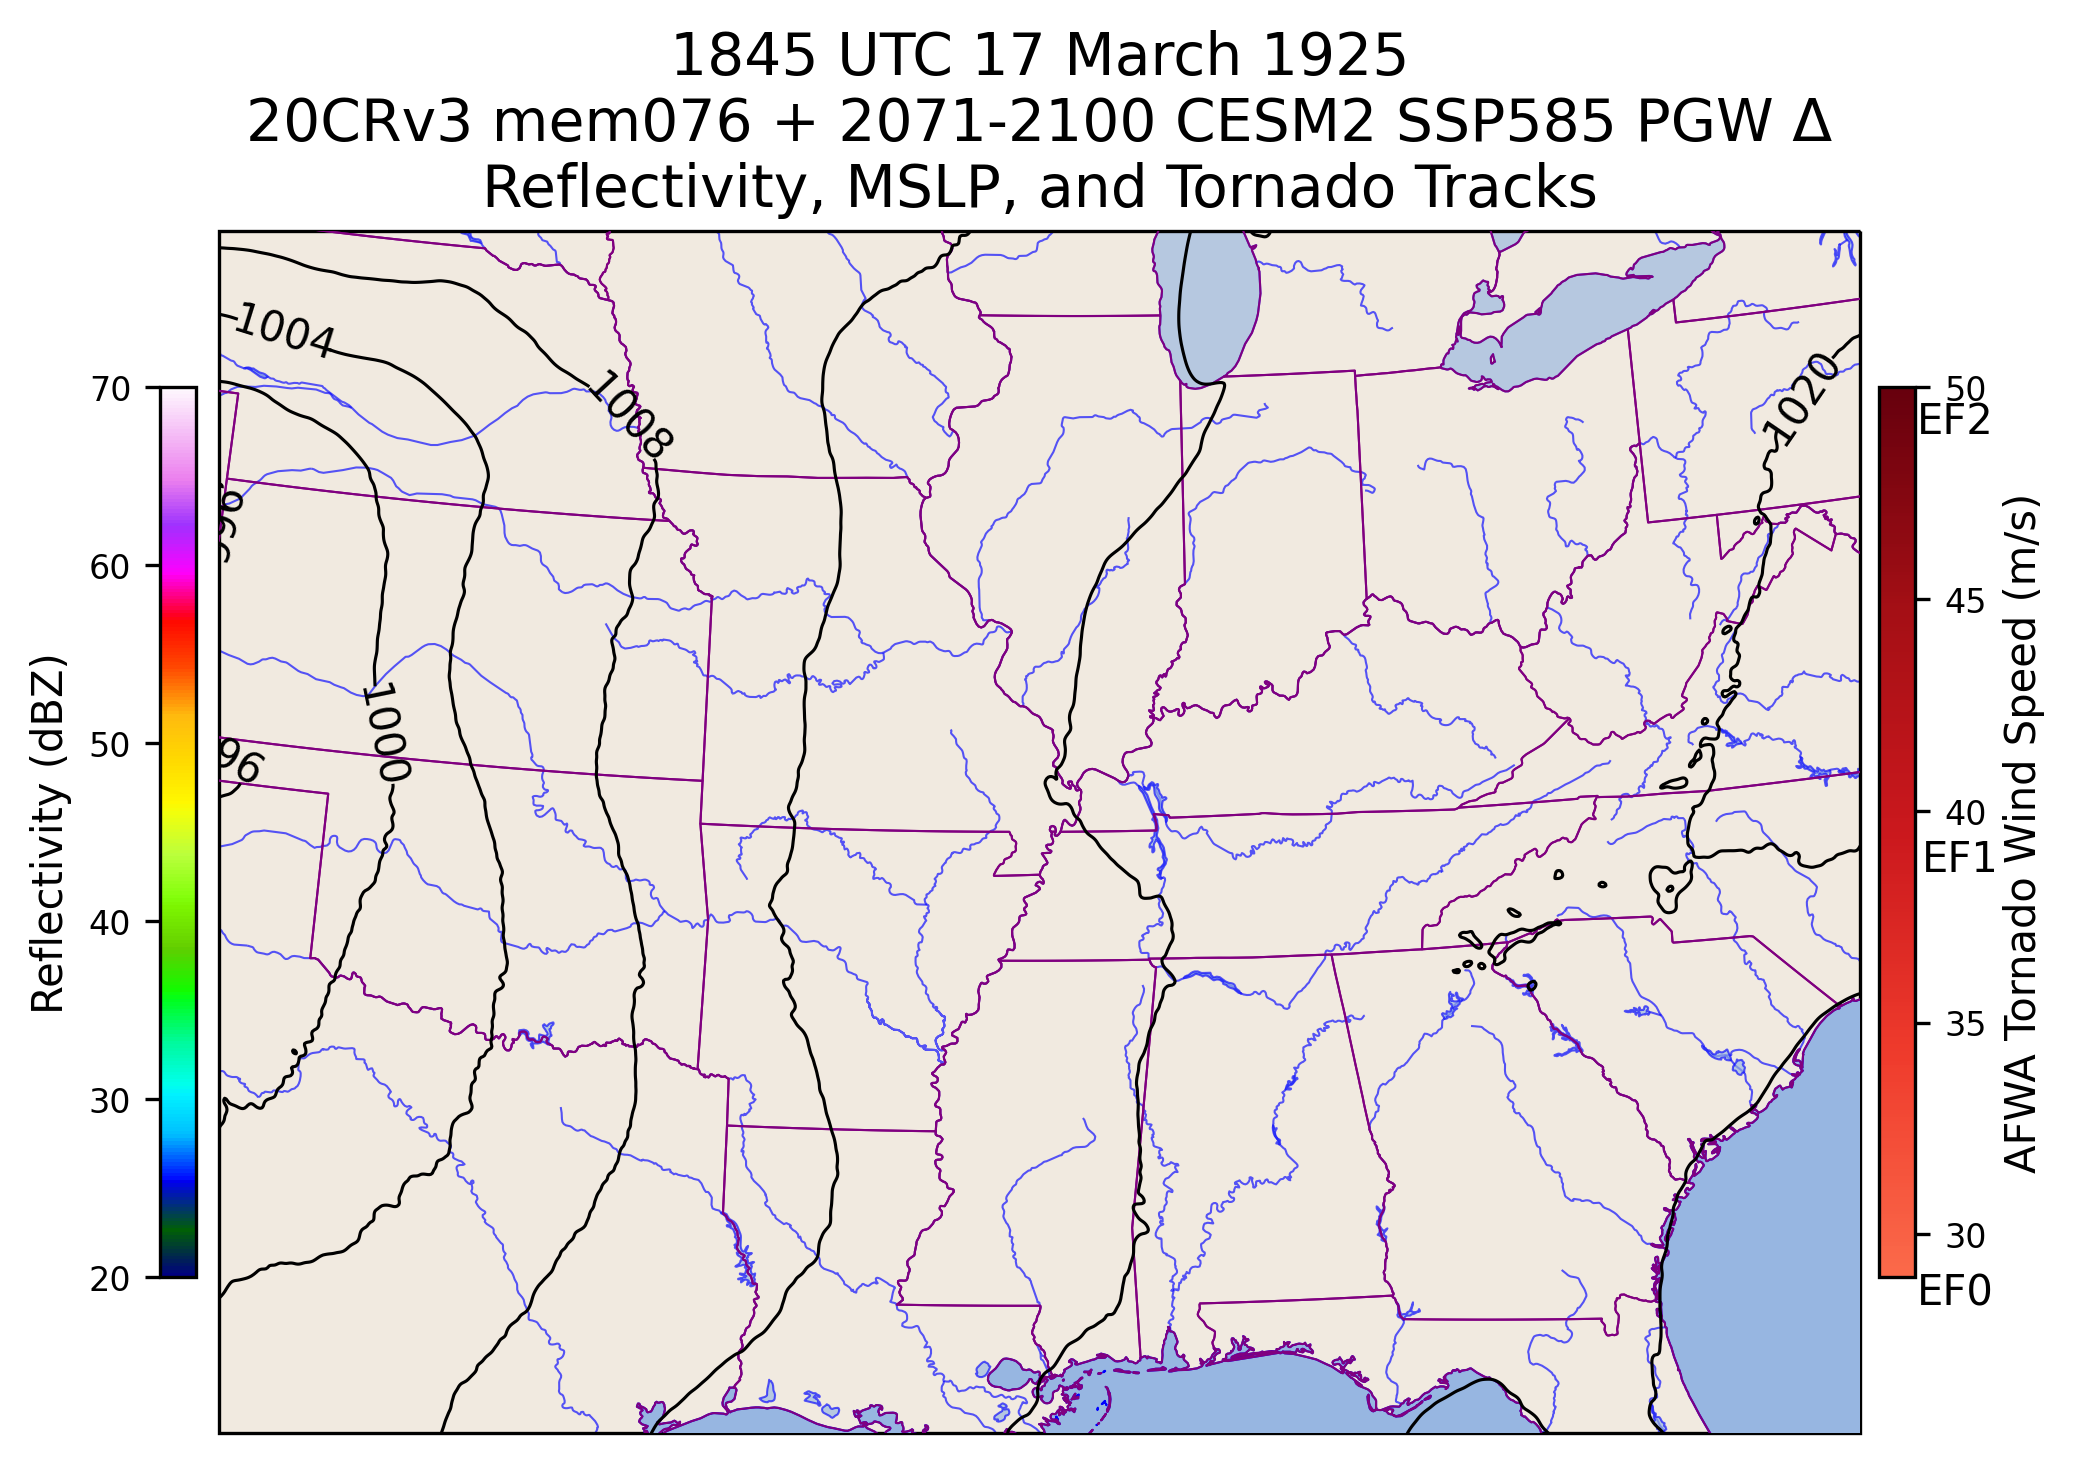 1845 UTC 17 March 1925
20CRv3 mem076 + 2071-2100 CESM2 SSP585 PGW Δ
Reflectivity, MSLP, and Tornado Tracks
1004
1008
1020
1000
96
70
60
50
40
30
20
Reflectivity (dBZ)
50
EF2
45
40
EF1
35
30
EF0
AFWA Tornado Wind Speed (m/s)